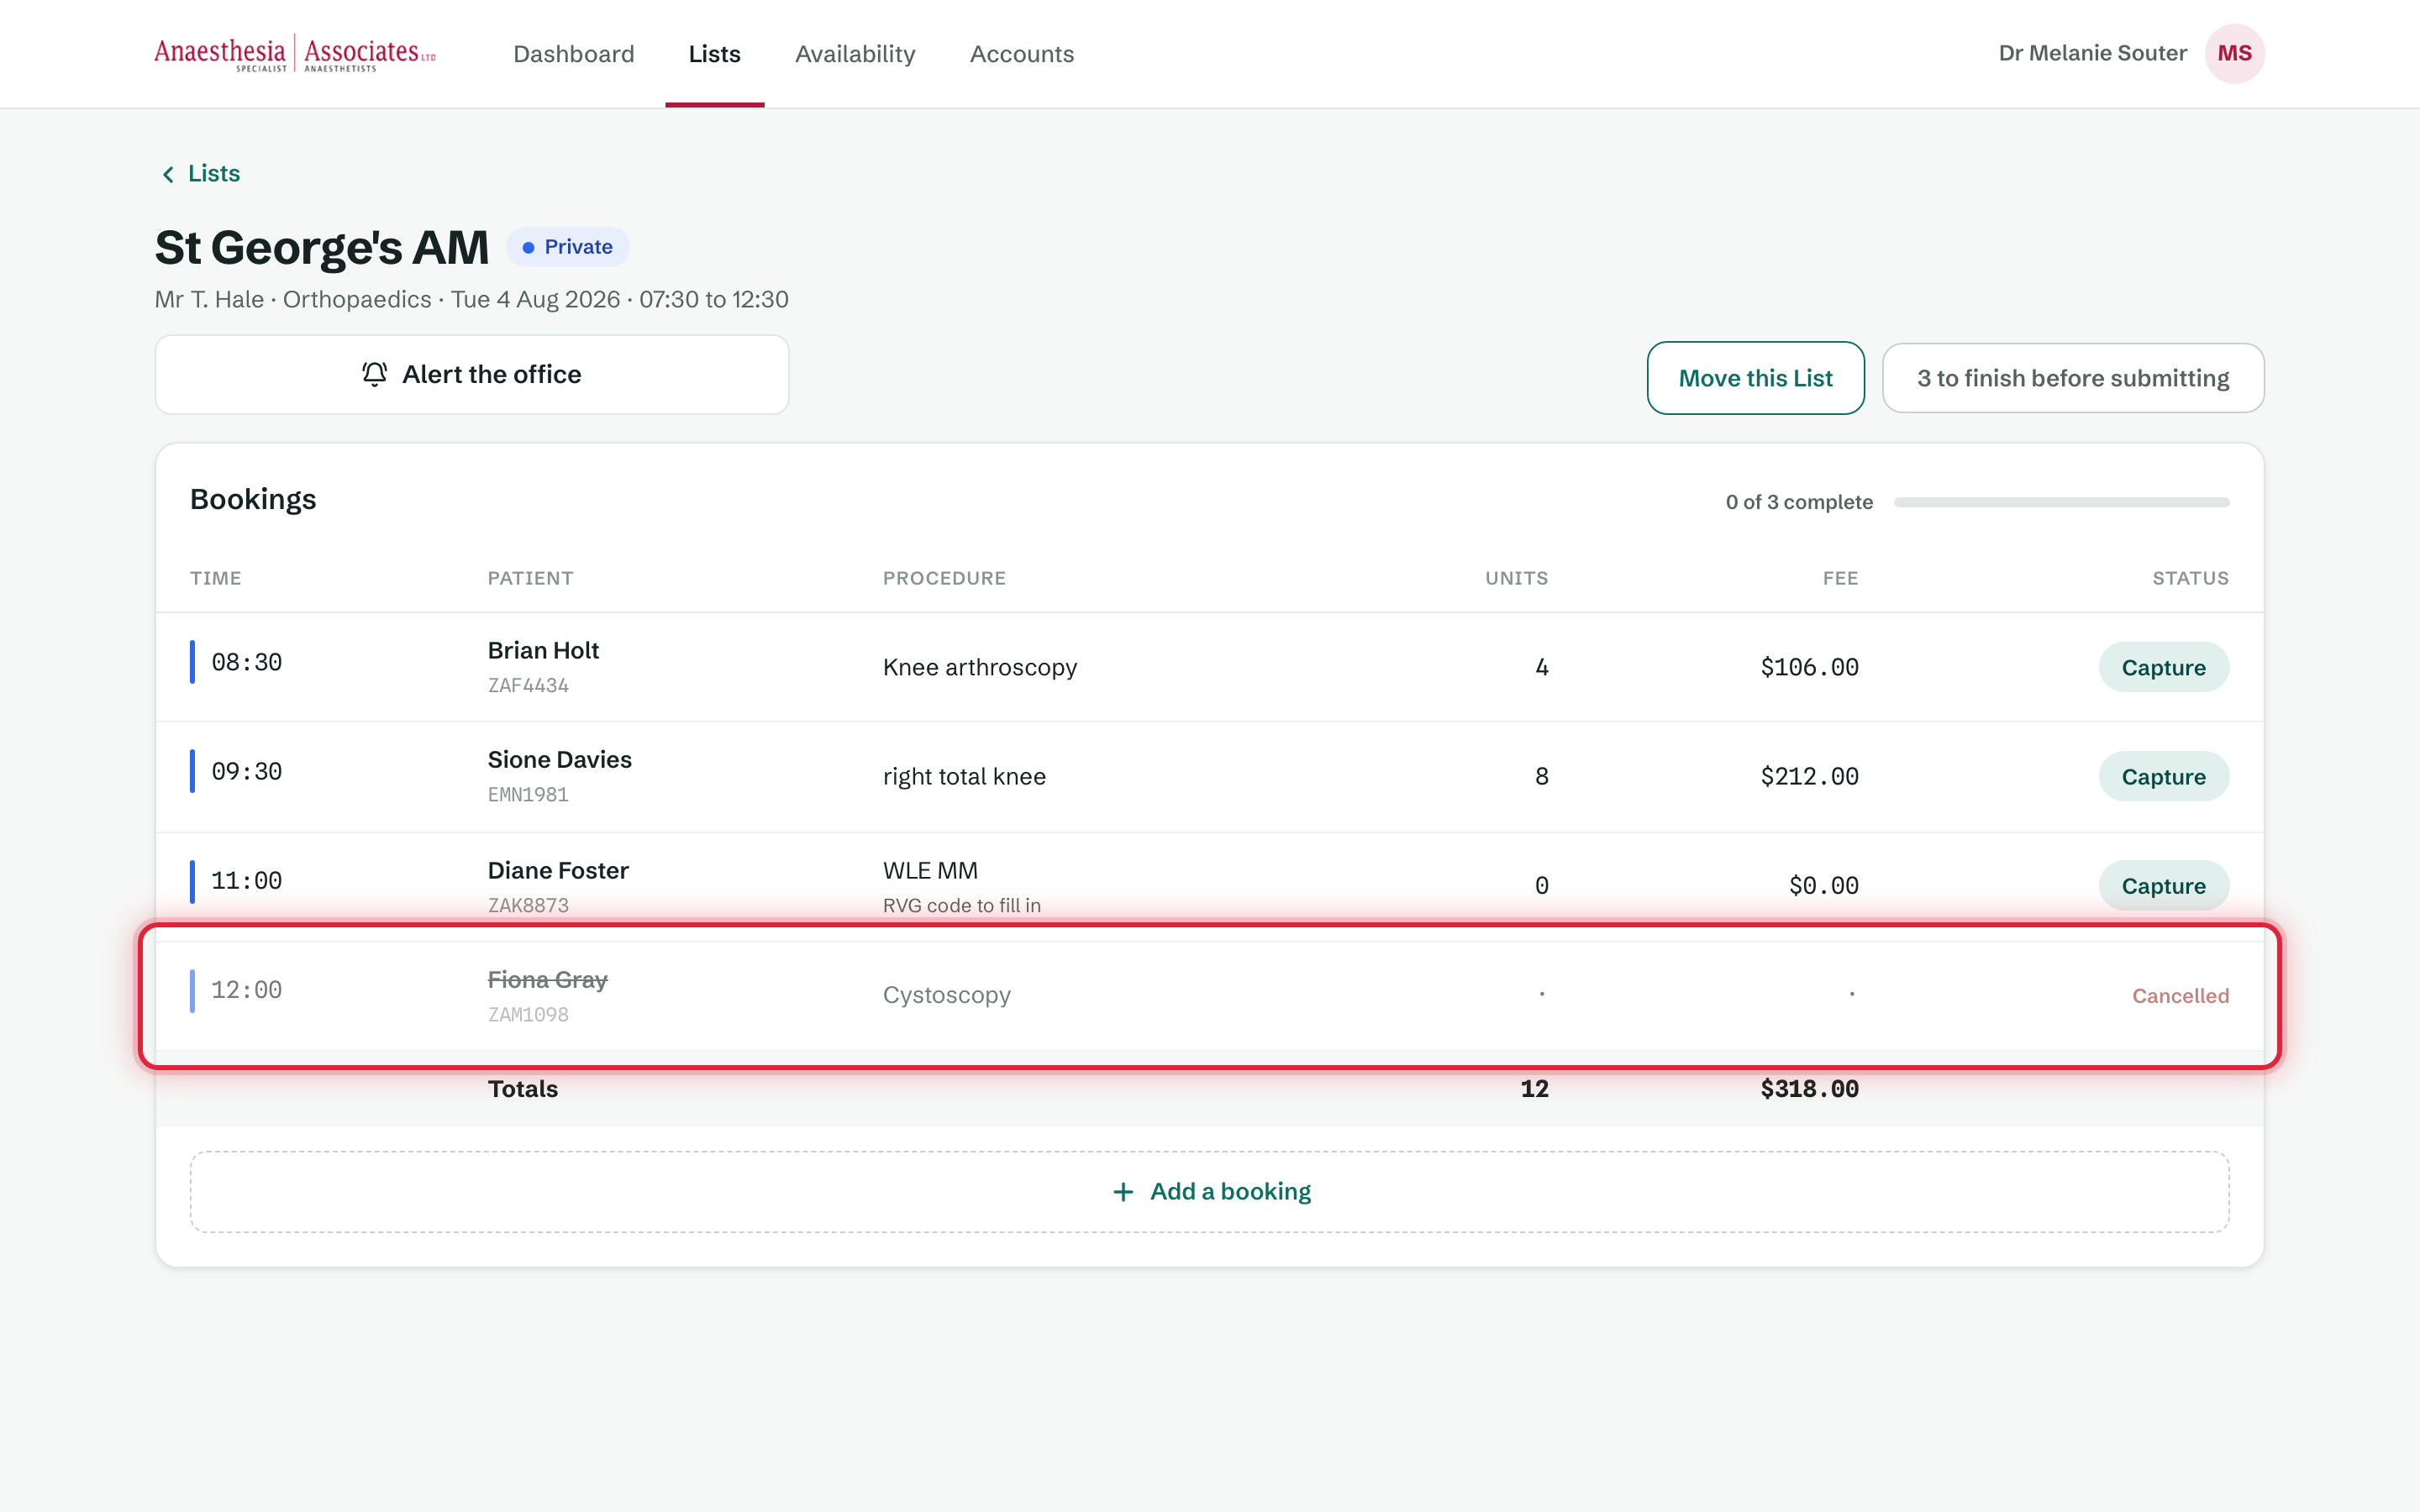 Anaesthesia | Associates LTD
SPECIALIST ANAESTHETISTS
Dashboard
Lists
Availability
Accounts
Dr Melanie Souter
MS
Lists
St George's AM
Private
Mr T. Hale · Orthopaedics · Tue 4 Aug 2026 · 07:30 to 12:30
Alert the office
Move this List
3 to finish before submitting
Bookings
0 of 3 complete
TIME PATIENT PROCEDURE UNITS FEE STATUS
08:30 Brian Holt Knee arthroscopy 4 $106.00 Capture
ZAF4434
09:30 Sione Davies right total knee 8 $212.00 Capture
EMN1981
11:00 Diane Foster WLE MM 0 $0.00 Capture
ZAK8873 RVG code to fill in
12:00 Fiona Gray Cystoscopy · · Cancelled
ZAM1098
Totals 12 $318.00
+ Add a booking